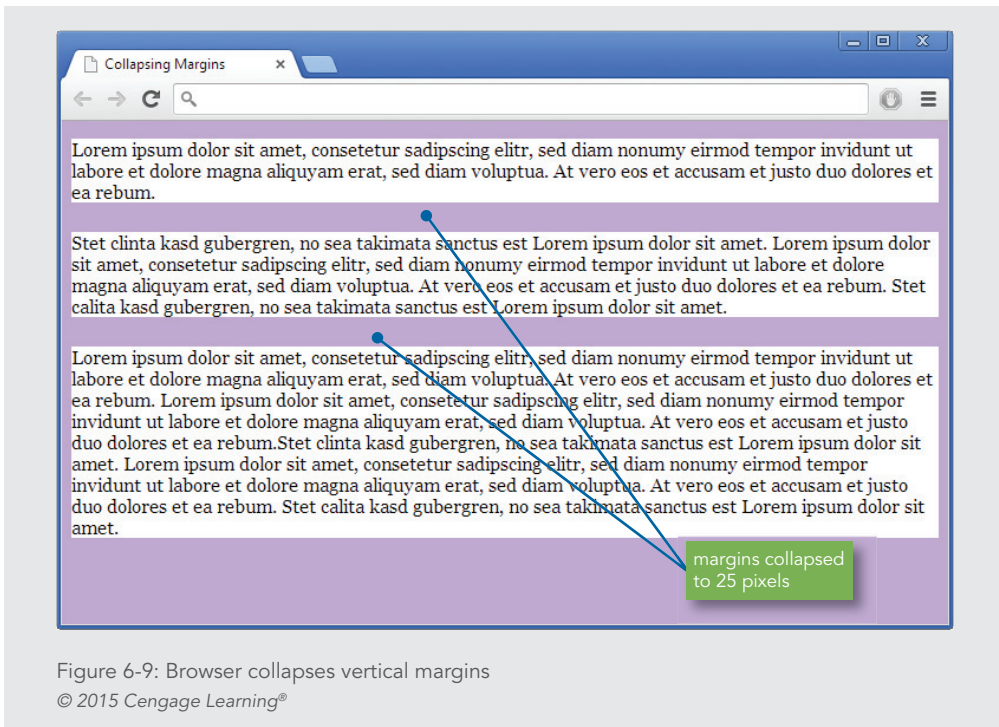 Collapsing Margins
Lorem ipsum dolor sit amet, consetetur sadipscing elitr, sed diam nonumy eirmod tempor invidunt ut
labore et dolore magna aliquyam erat, sed diam voluptua. At vero eos et accusam et justo duo dolores et
ea rebum.
Stet clinta kasd gubergren, no sea takimata sanctus est Lorem ipsum dolor sit amet. Lorem ipsum dolor
sit amet, consetetur sadipscing elitr, sed diam nonumy eirmod tempor invidunt ut labore et dolore
magna aliquyam erat, sed diam voluptua. At vero eos et accusam et justo duo dolores et ea rebum. Stet
calita kasd gubergren, no sea takimata sanctus est Lorem ipsum dolor sit amet.
Lorem ipsum dolor sit amet, consetetur sadipscing elitr, sed diam nonumy eirmod tempor invidunt ut
labore et dolore magna aliquyam erat, sed diam voluptua. At vero eos et accusam et justo duo dolores et
ea rebum. Lorem ipsum dolor sit amet, consetetur sadipscing elitr, sed diam nonumy eirmod tempor
invidunt ut labore et dolore magna aliquyam erat, sed diam voluptua. At vero eos et accusam et justo
duo dolores et ea rebum.Stet clinta kasd gubergren, no sea takimata sanctus est Lorem ipsum dolor sit
amet. Lorem ipsum dolor sit amet, consetetur sadipscing elitr, sed diam nonumy eirmod tempor
invidunt ut labore et dolore magna aliquyam erat, sed diam voluptua. At vero eos et accusam et justo
duo dolores et ea rebum. Stet calita kasd gubergren, no sea takimata sanctus est Lorem ipsum dolor sit
amet.
margins collapsed
to 25 pixels
Figure 6-9: Browser collapses vertical margins
© 2015 Cengage Learning®